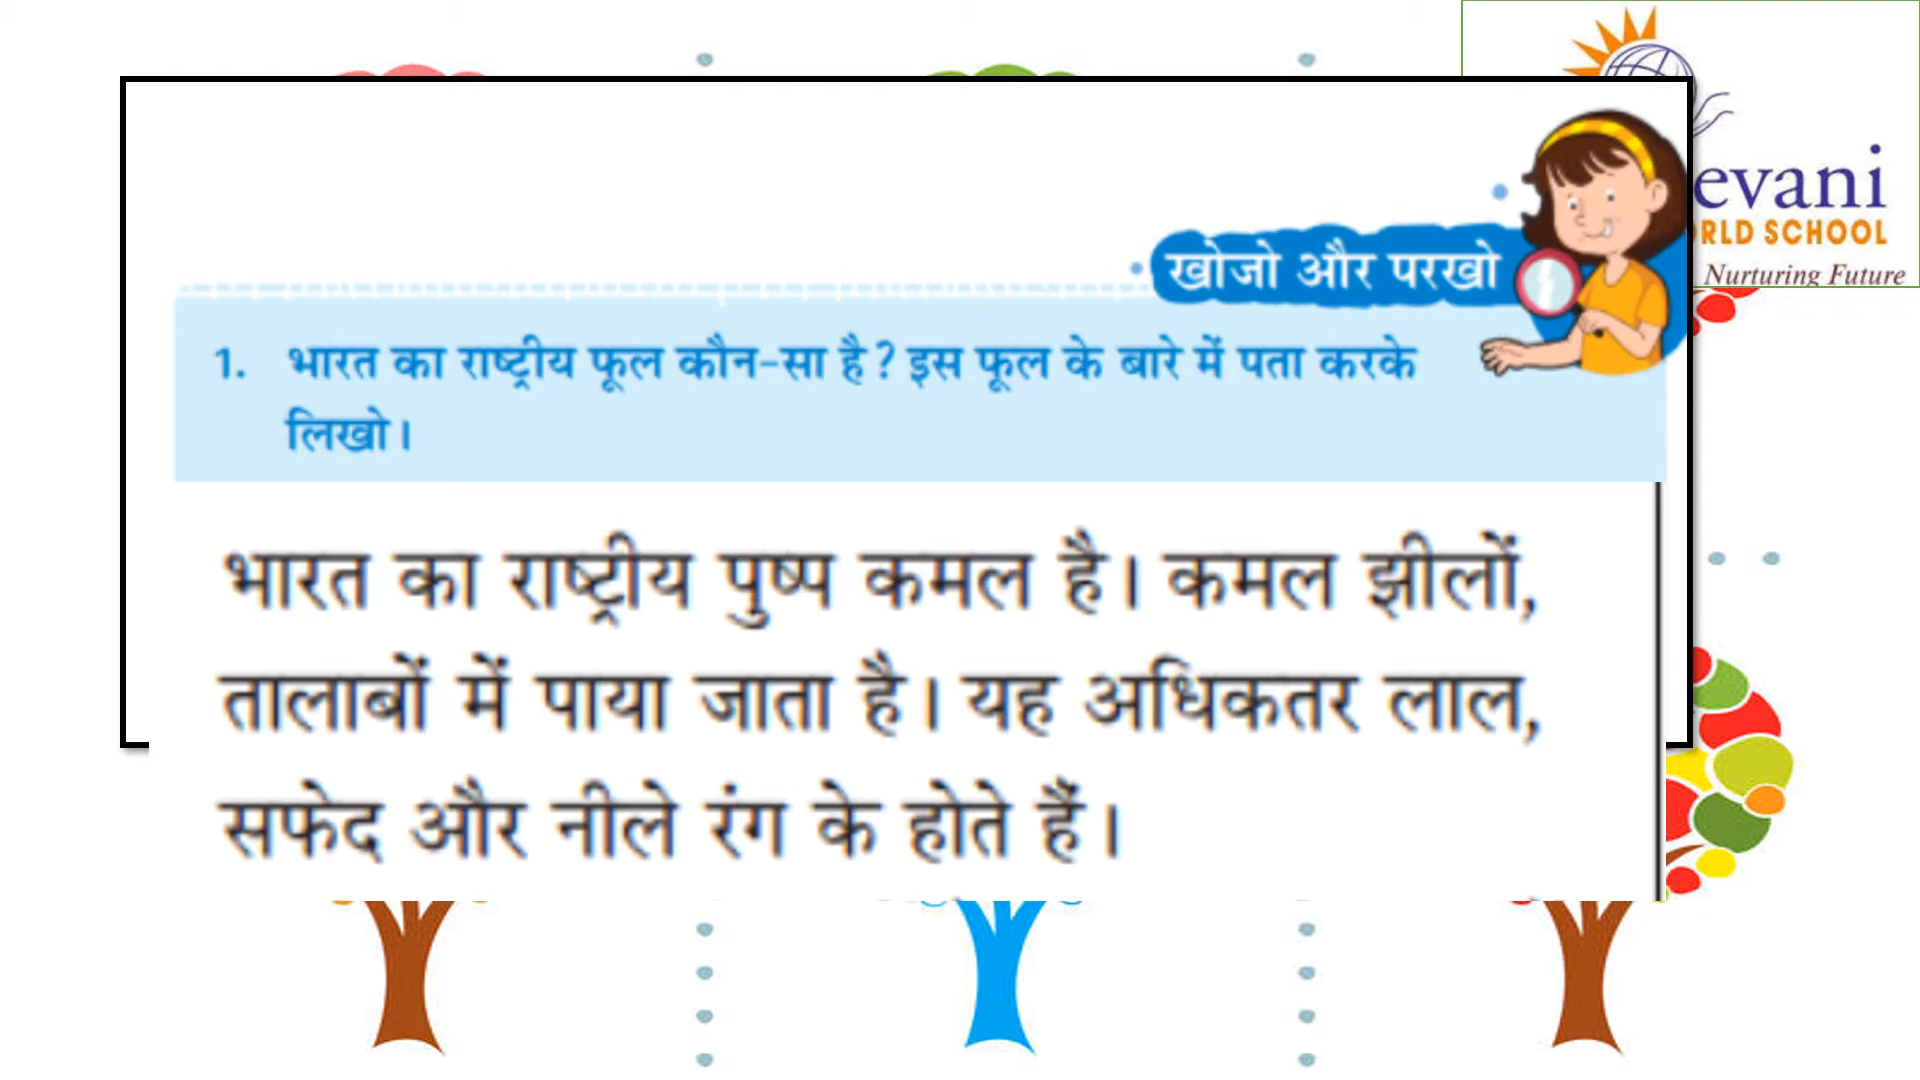 evani
RLD SCHOOL
Nurturing Future
खोजो और परखो
1. भारत का राष्ट्रीय फूल कौन-सा है? इस फूल के बारे में पता करके
लिखो।
भारत का राष्ट्रीय पुष्प कमल है। कमल झीलों,
तालाबों में पाया जाता है। यह अधिकतर लाल,
सफेद और नीले रंग के होते हैं।